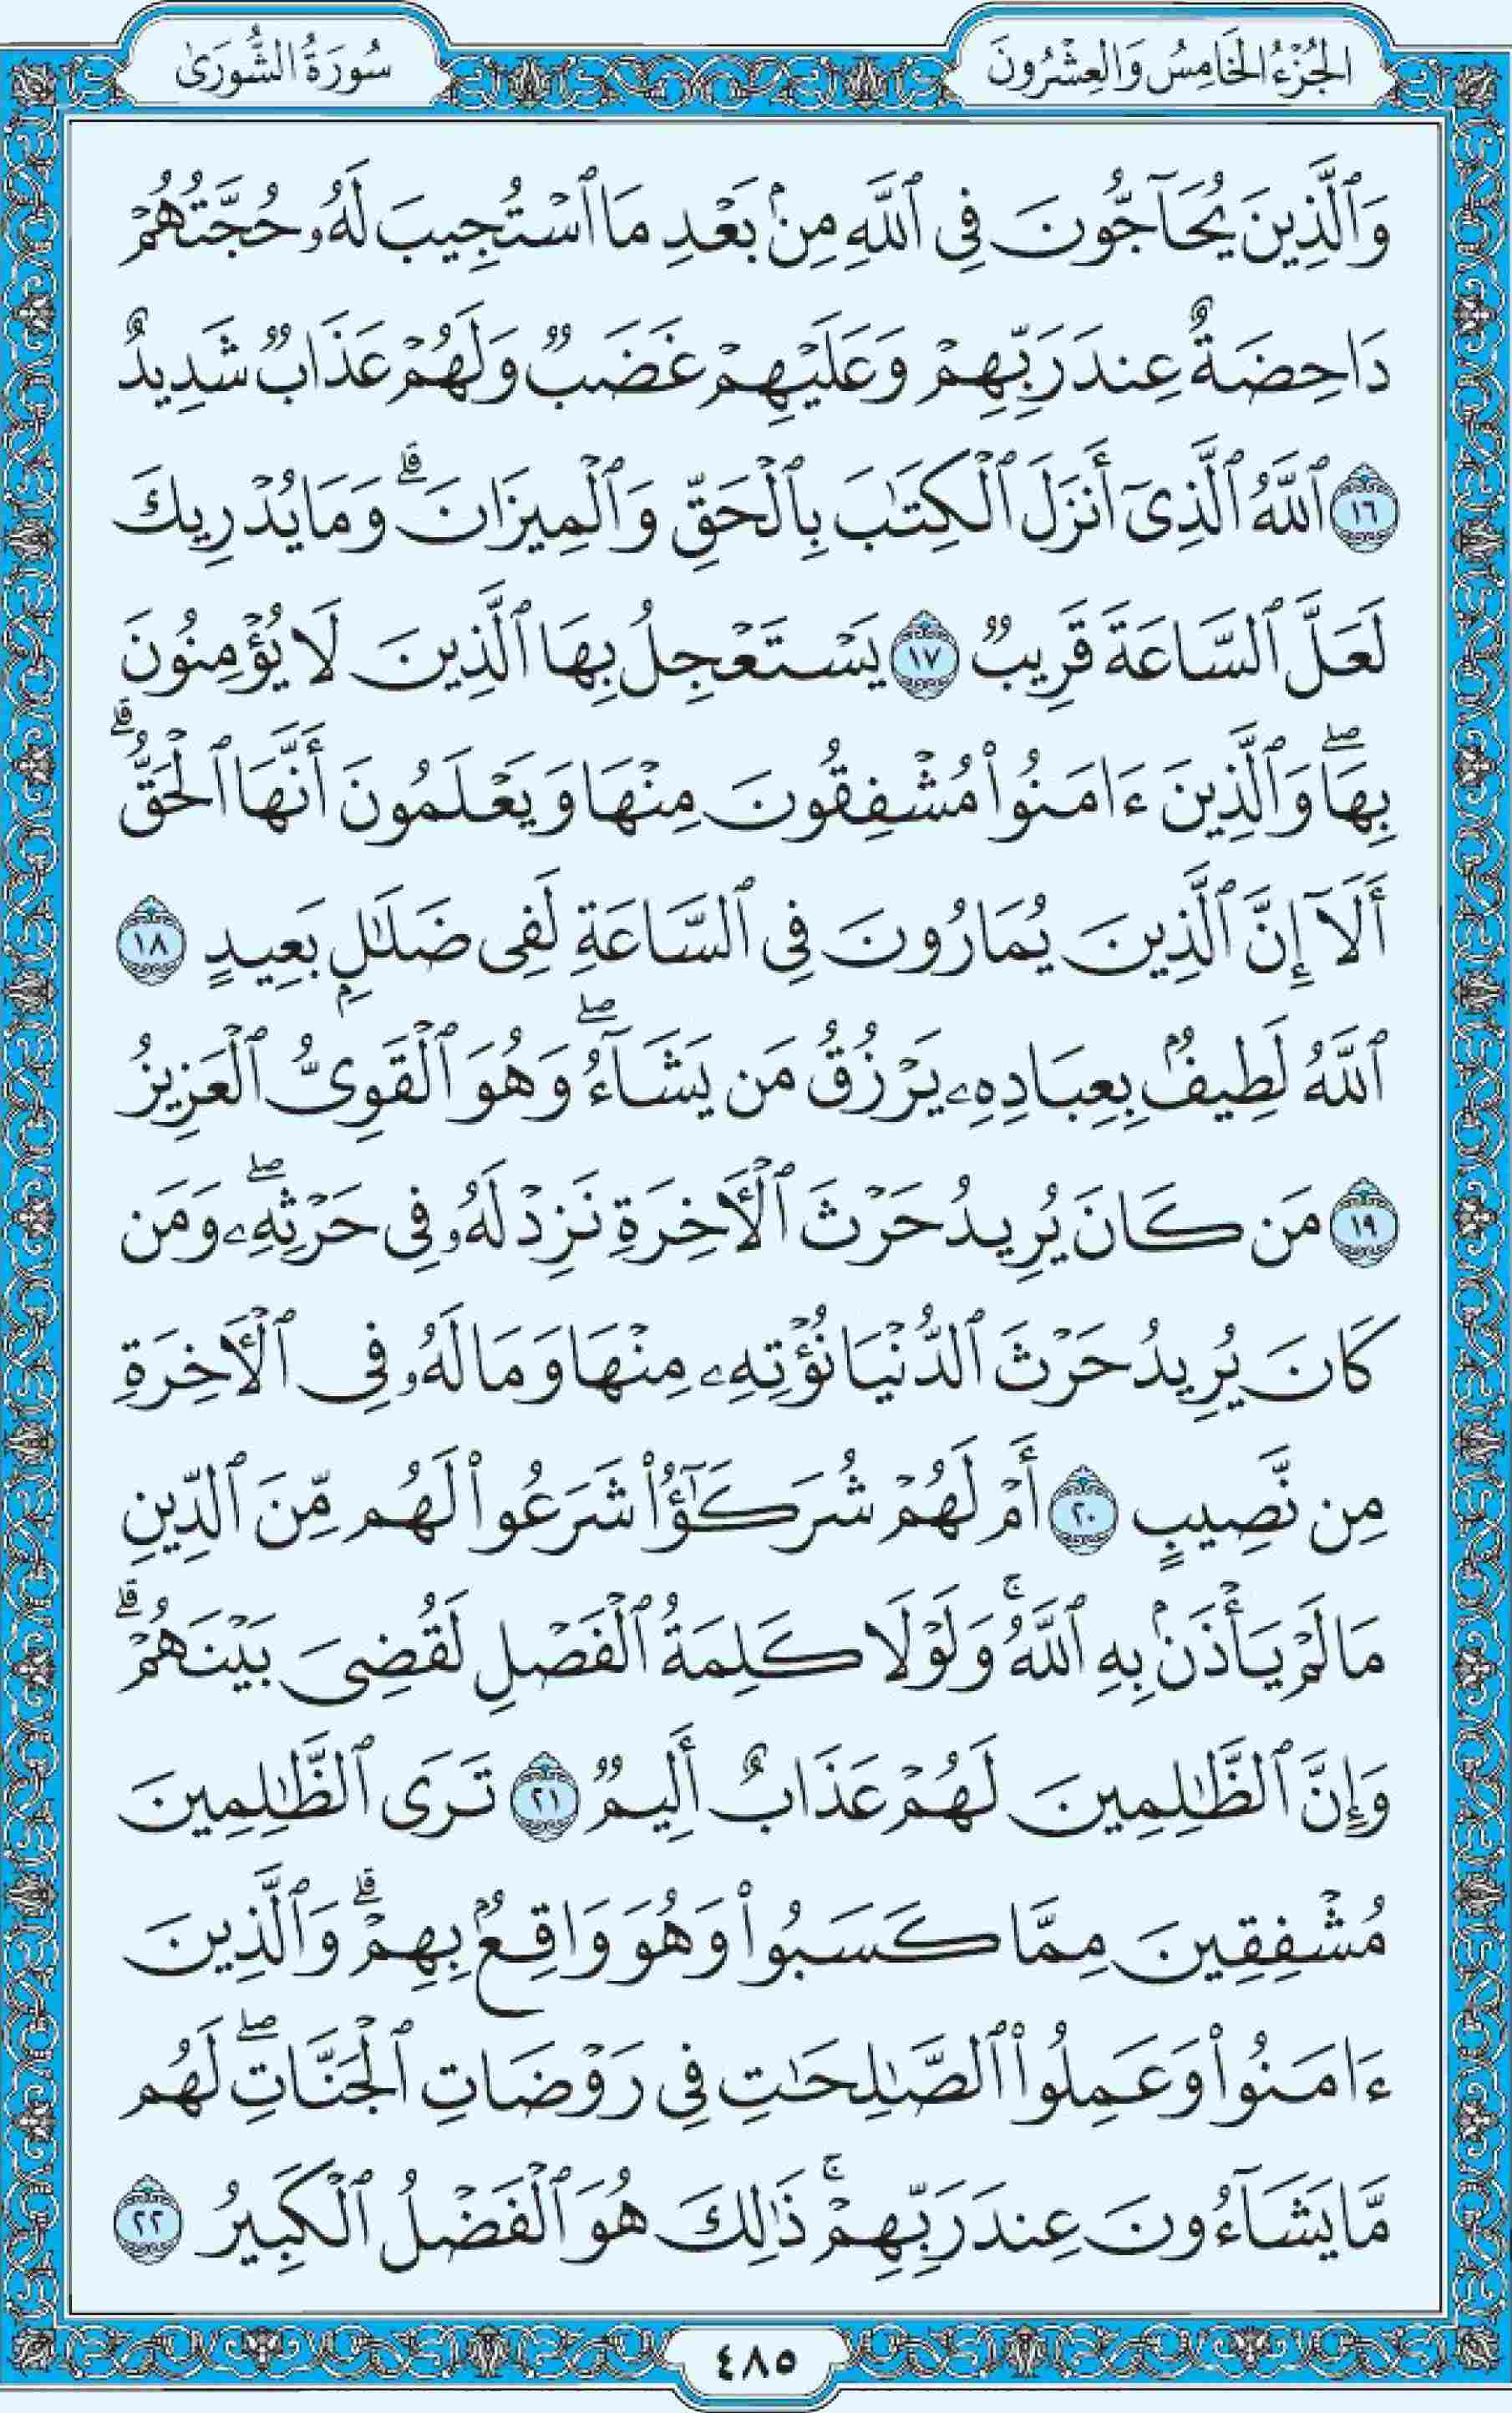 الجُزْءُ الخَامِسُ وَالعِشْرُونَ
سُورَةُ الشُّورَىٰ
وَٱلَّذِينَ يُحَآجُّونَ فِى ٱللَّهِ مِنۢ بَعْدِ مَا ٱسْتُجِيبَ لَهُۥ حُجَّتُهُمْ
دَاحِضَةٌ عِندَ رَبِّهِمْ وَعَلَيْهِمْ غَضَبٌ وَلَهُمْ عَذَابٌ شَدِيدٌ
١٦ ٱللَّهُ ٱلَّذِىٓ أَنزَلَ ٱلْكِتَٰبَ بِٱلْحَقِّ وَٱلْمِيزَانَ ۗ وَمَا يُدْرِيكَ
لَعَلَّ ٱلسَّاعَةَ قَرِيبٌ ١٧ يَسْتَعْجِلُ بِهَا ٱلَّذِينَ لَا يُؤْمِنُونَ
بِهَا ۖ وَٱلَّذِينَ ءَامَنُوا۟ مُشْفِقُونَ مِنْهَا وَيَعْلَمُونَ أَنَّهَا ٱلْحَقُّ ۗ
أَلَآ إِنَّ ٱلَّذِينَ يُمَارُونَ فِى ٱلسَّاعَةِ لَفِى ضَلَٰلٍۭ بَعِيدٍ ١٨
ٱللَّهُ لَطِيفٌۢ بِعِبَادِهِۦ يَرْزُقُ مَن يَشَآءُ ۖ وَهُوَ ٱلْقَوِىُّ ٱلْعَزِيزُ
١٩ مَن كَانَ يُرِيدُ حَرْثَ ٱلْأَخِرَةِ نَزِدْ لَهُۥ فِى حَرْثِهِۦ ۖ وَمَن
كَانَ يُرِيدُ حَرْثَ ٱلدُّنْيَا نُؤْتِهِۦ مِنْهَا وَمَا لَهُۥ فِى ٱلْأَخِرَةِ
مِن نَّصِيبٍ ٢٠ أَمْ لَهُمْ شُرَكَٰٓؤُا۟ شَرَعُوا۟ لَهُم مِّنَ ٱلدِّينِ
مَا لَمْ يَأْذَنۢ بِهِ ٱللَّهُ ۚ وَلَوْلَا كَلِمَةُ ٱلْفَصْلِ لَقُضِىَ بَيْنَهُمْ ۗ
وَإِنَّ ٱلظَّٰلِمِينَ لَهُمْ عَذَابٌ أَلِيمٌ ٢١ تَرَى ٱلظَّٰلِمِينَ
مُشْفِقِينَ مِمَّا كَسَبُوا۟ وَهُوَ وَاقِعٌۢ بِهِمْ ۗ وَٱلَّذِينَ
ءَامَنُوا۟ وَعَمِلُوا۟ ٱلصَّٰلِحَٰتِ فِى رَوْضَاتِ ٱلْجَنَّاتِ ۖ لَهُم
مَّا يَشَآءُونَ عِندَ رَبِّهِمْ ۚ ذَٰلِكَ هُوَ ٱلْفَضْلُ ٱلْكَبِيرُ ٢٢
٤٨٥